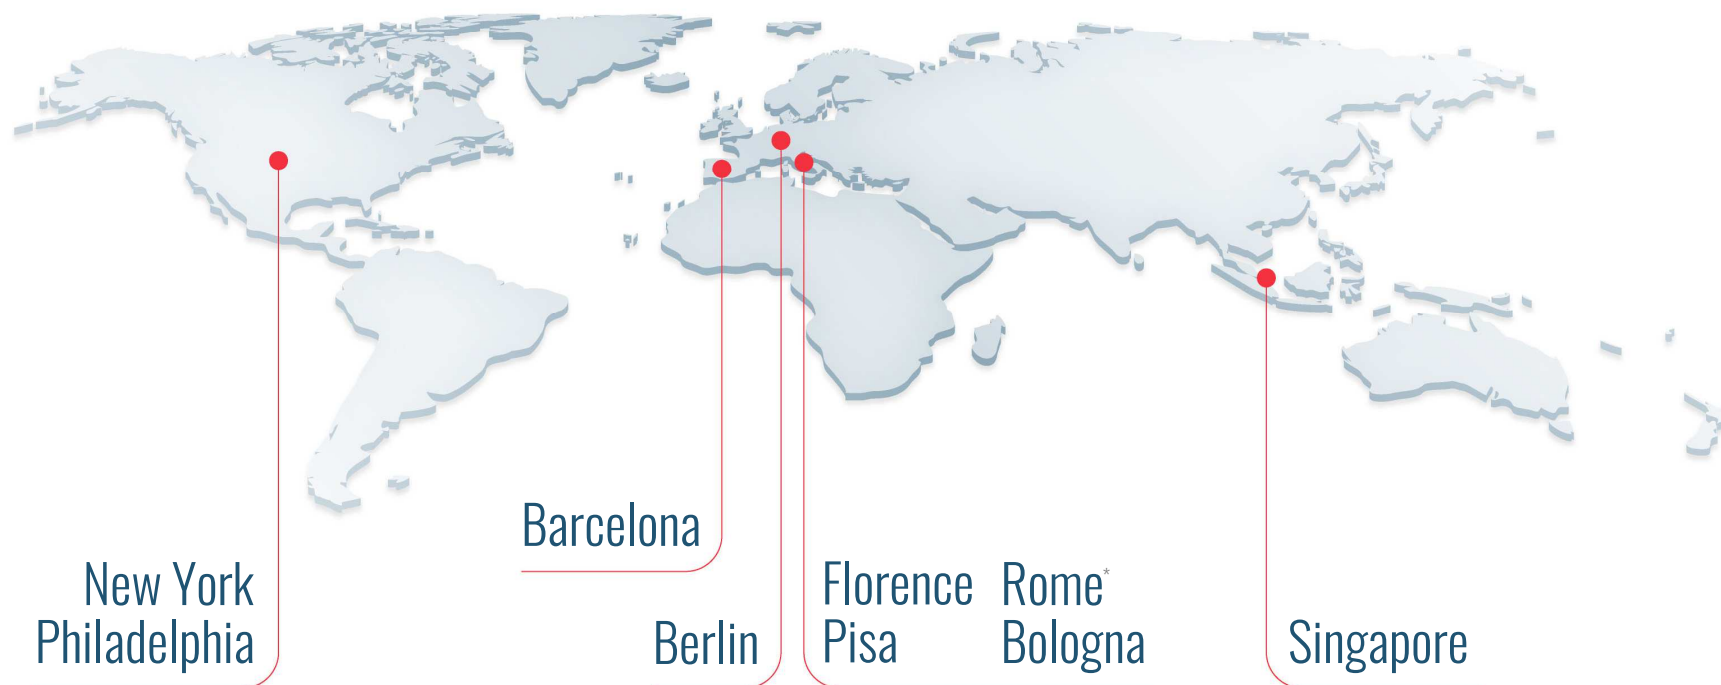 Barcelona
New York
Philadelphia
Berlin
Florence
Pisa
Rome*
Bologna
Singapore